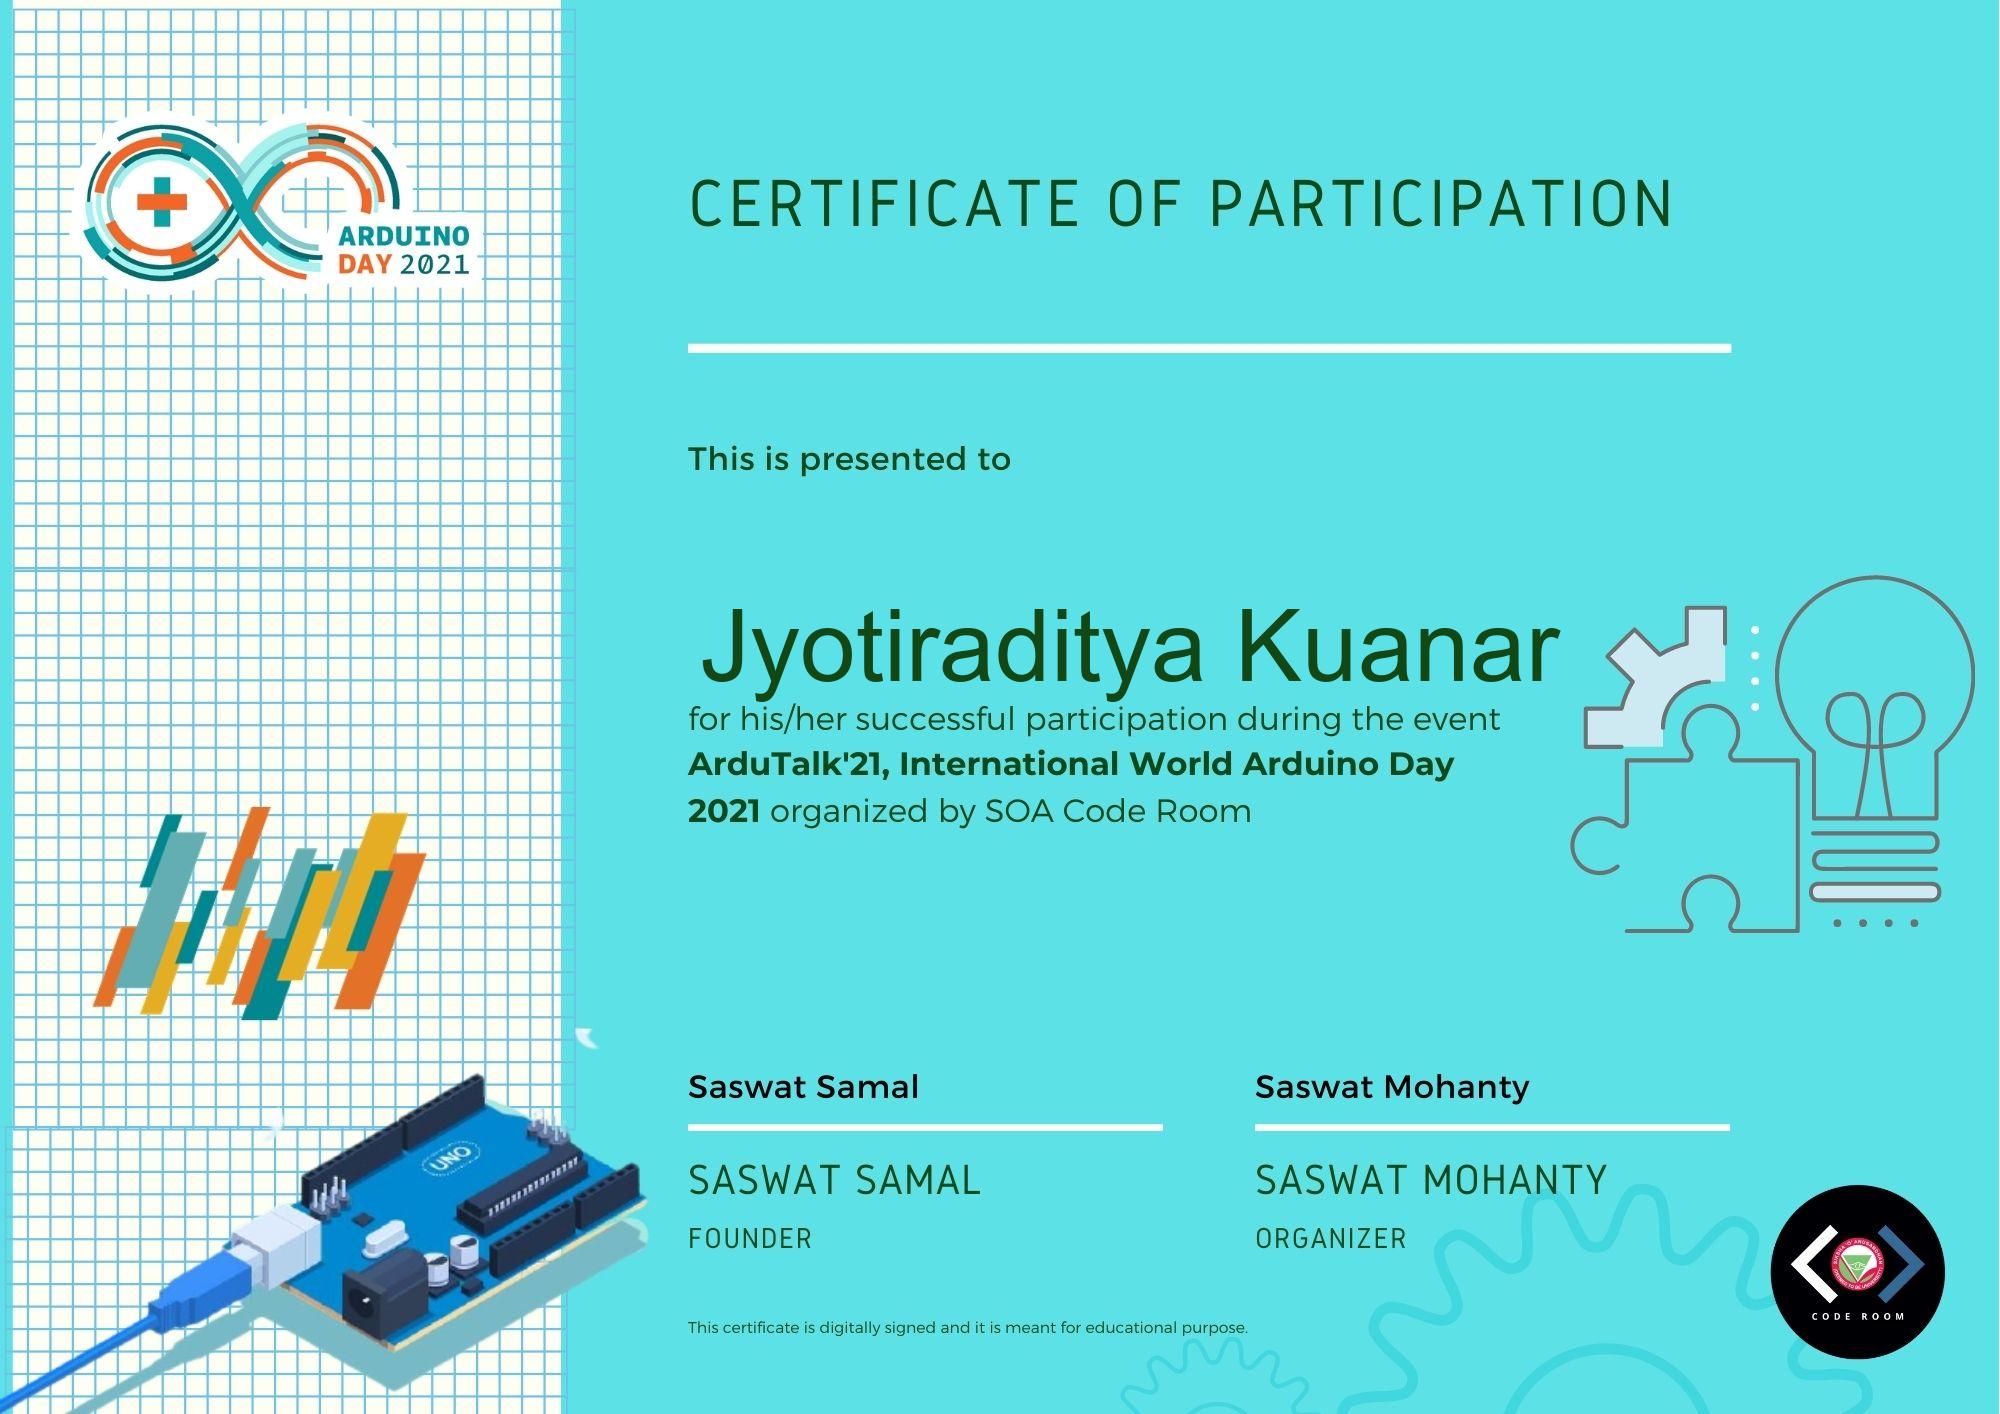 ARDUINO
DAY 2021
CERTIFICATE OF PARTICIPATION
This is presented to
Jyotiraditya Kuanar
for his/her successful participation during the event
ArduTalk'21, International World Arduino Day
2021 organized by SOA Code Room
Saswat Samal
SASWAT SAMAL
FOUNDER
Saswat Mohanty
SASWAT MOHANTY
ORGANIZER
This certificate is digitally signed and it is meant for educational purpose.
UNO
CODE ROOM